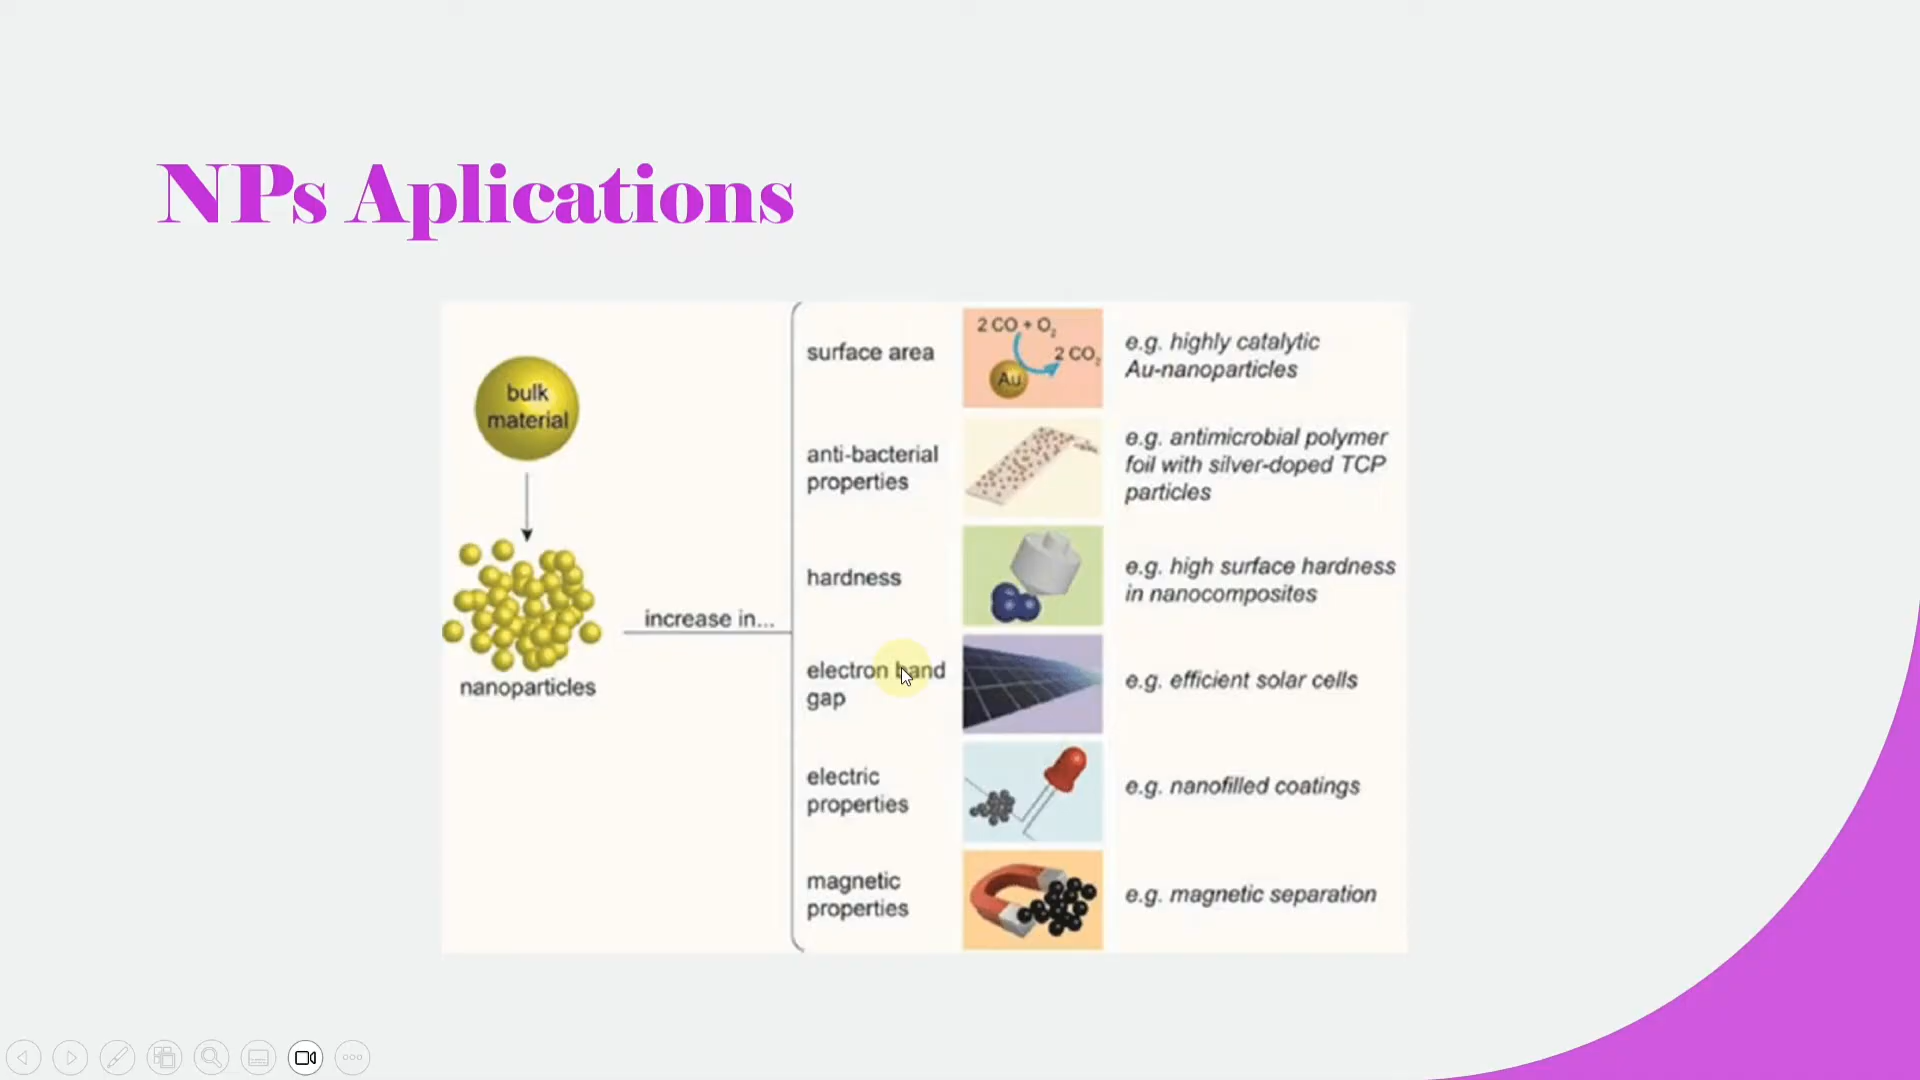 NPs Aplications
bulk
material
nanoparticles
increase in...
surface area
2 CO + O2
2 CO2
Au
e.g. highly catalytic
Au-nanoparticles
anti-bacterial
properties
e.g. antimicrobial polymer
foil with silver-doped TCP
particles
hardness
e.g. high surface hardness
in nanocomposites
electron band
gap
e.g. efficient solar cells
electric
properties
e.g. nanofilled coatings
magnetic
properties
e.g. magnetic separation